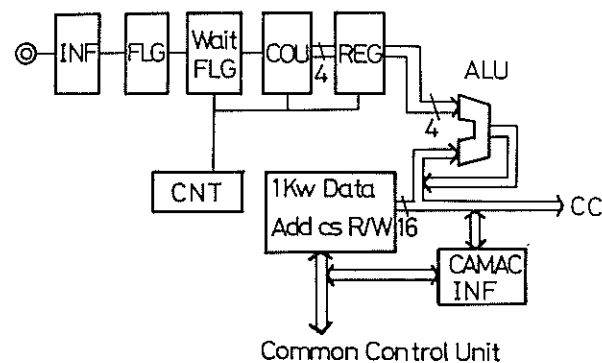 INF
FLG
Wait
FLG
COU
4
REG
ALU
4
CNT
1Kw Data
Add cs R/W
16
CC
CAMAC
INF
Common Control Unit